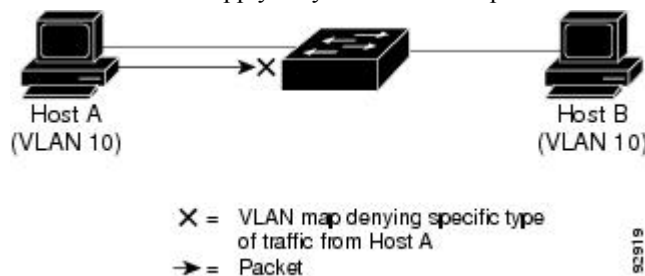 Host A
(VLAN 10)
Host B
(VLAN 10)
X = VLAN map denying specific type
of traffic from Host A
= Packet
92919